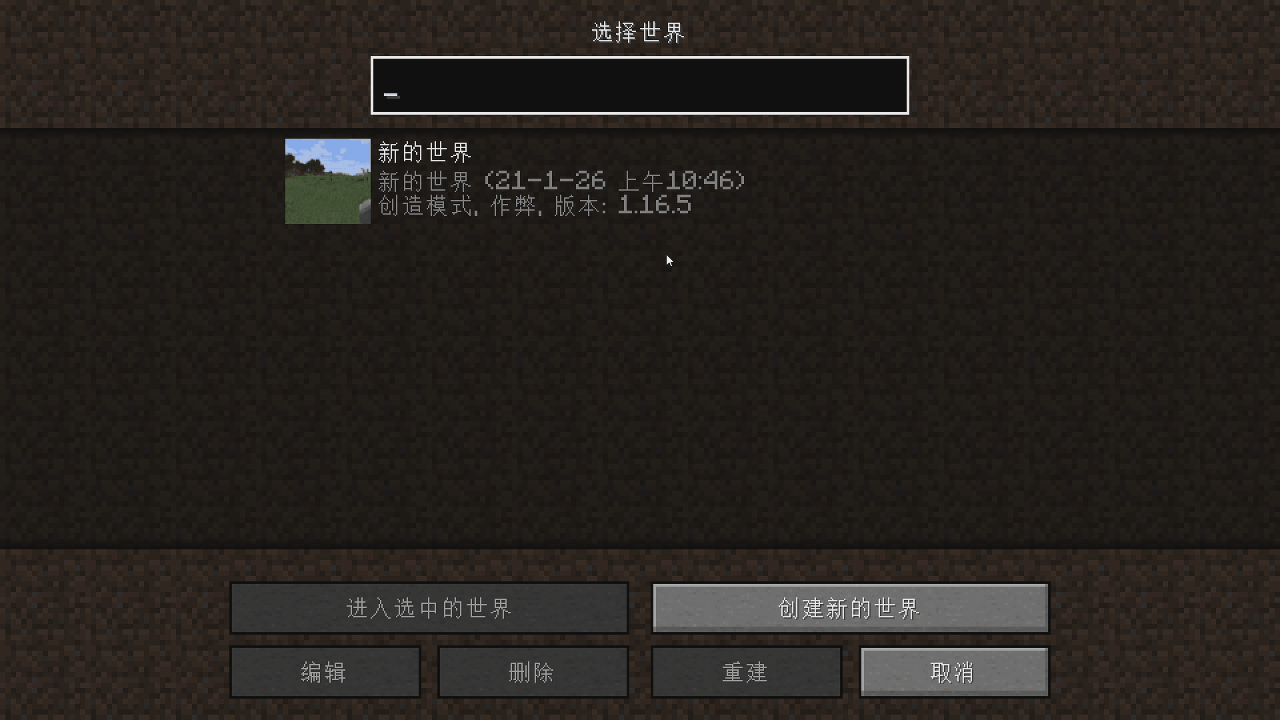 选择世界
_
新的世界
新的世界 (21-1-26 上午10:46)
创造模式, 作弊, 版本: 1.16.5
进入选中的世界
创建新的世界
编辑
删除
重建
取消